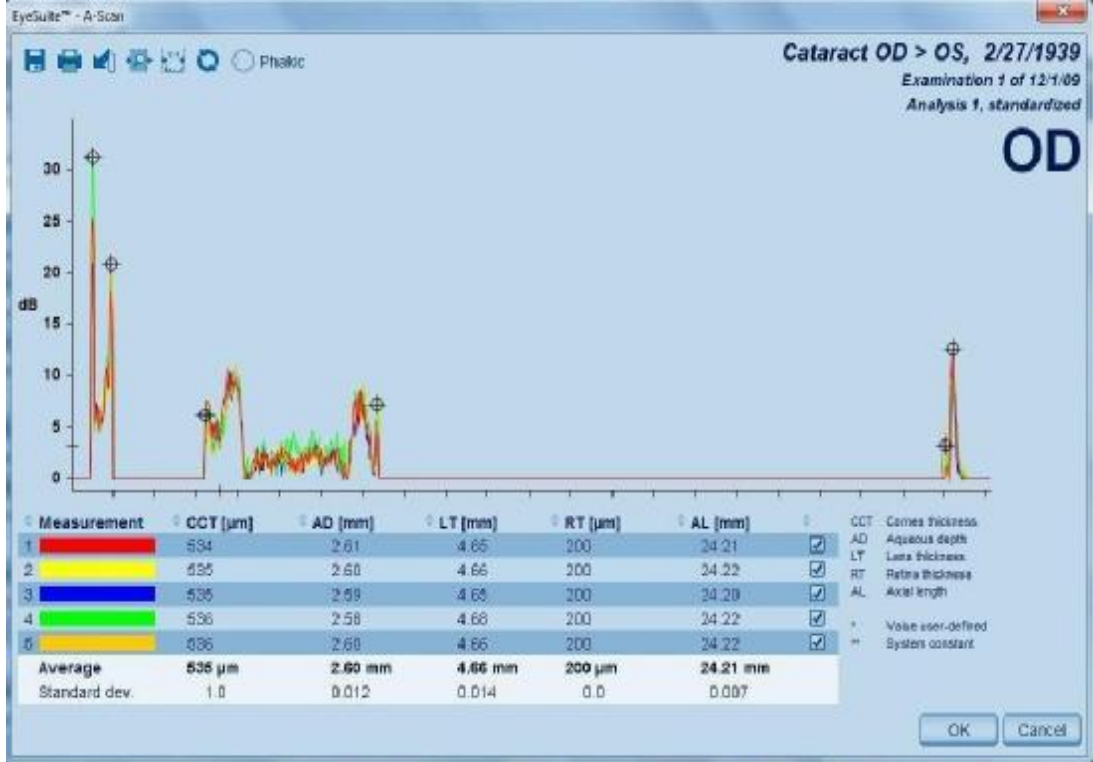 EyeSuite™ - A-Scan
Phakic
Cataract OD > OS, 2/27/1939
Examination 1 of 12/1/09
Analysis 1, standardized
OD
30
25
20
dB
15
10
5
0
Measurement CCT [µm] AD [mm] LT [mm] RT [µm] AL [mm]
1 534 2.61 4.65 200 24.21
2 535 2.60 4.66 200 24.22
3 535 2.59 4.65 200 24.20
4 536 2.58 4.68 200 24.22
5 536 2.60 4.66 200 24.22
Average 535 µm 2.60 mm 4.66 mm 200 µm 24.21 mm
Standard dev. 1.0 0.012 0.014 0.0 0.007
CCT Cornea thickness
AD Aqueous depth
LT Lens thickness
RT Retina thickness
AL Axial length
* Value user-defined
** System constant
OK Cancel